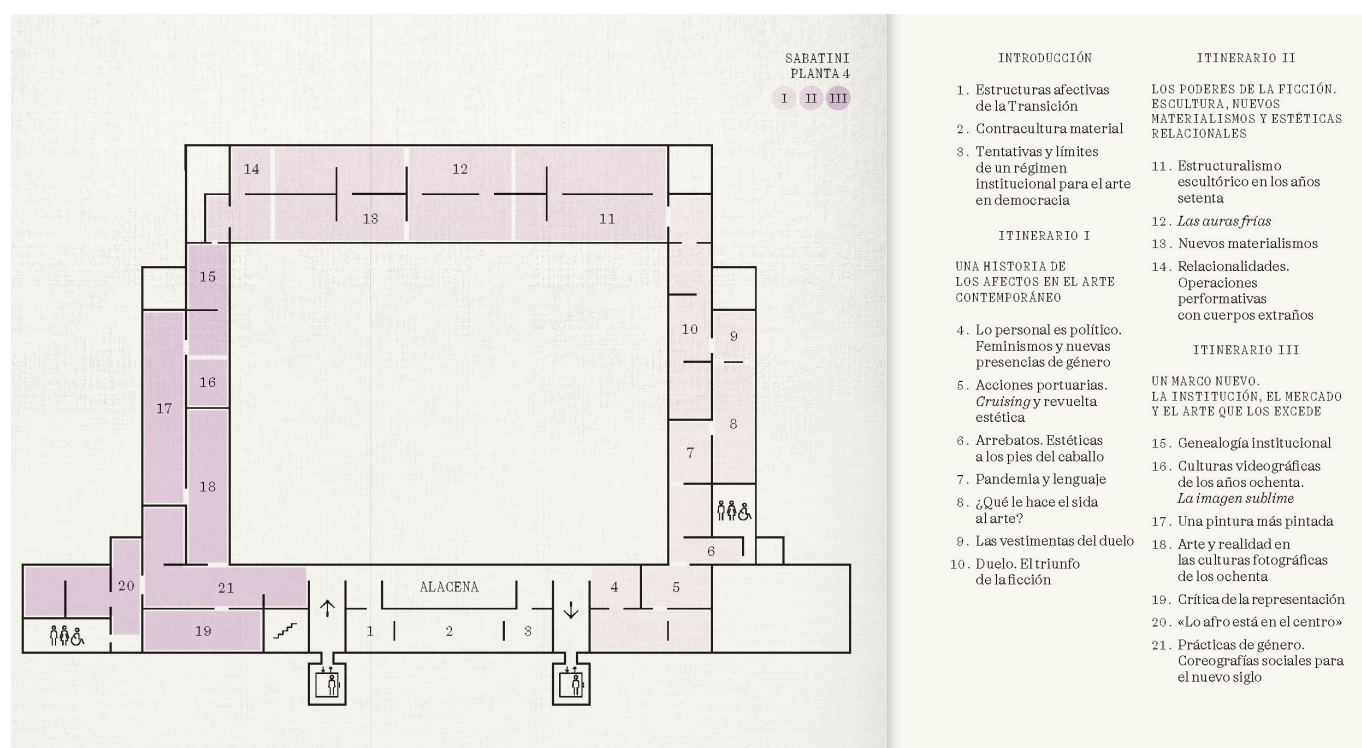 SABATINI
PLANTA 4
I II III
14
12
13
11
15
10
9
16
17
8
7
18
6
20
21
ALACENA
4
5
19
1
2
3
INTRODUCCIÓN
1. Estructuras afectivas
de la Transición
2. Contracultura material
3. Tentativas y límites
de un régimen
institucional para el arte
en democracia
ITINERARIO I
UNA HISTORIA DE
LOS AFECTOS EN EL ARTE
CONTEMPORÁNEO
4. Lo personal es político.
Feminismos y nuevas
presencias de género
5. Acciones portuarias.
Cruising y revuelta
estética
6. Arrebatos. Estéticas
a los pies del caballo
7. Pandemia y lenguaje
8. ¿Qué le hace el sida
al arte?
9. Las vestimentas del duelo
10. Duelo. El triunfo
de la ficción
ITINERARIO II
LOS PODERES DE LA FICCIÓN.
ESCULTURA, NUEVOS
MATERIALISMOS Y ESTÉTICAS
RELACIONALES
11. Estructuralismo
escultórico en los años
setenta
12. Las auras frías
13. Nuevos materialismos
14. Relacionalidades.
Operaciones
performativas
con cuerpos extraños
ITINERARIO III
UN MARCO NUEVO.
LA INSTITUCIÓN, EL MERCADO
Y EL ARTE QUE LOS EXCEDE
15. Genealogía institucional
16. Culturas videográficas
de los años ochenta.
La imagen sublime
17. Una pintura más pintada
18. Arte y realidad en
las culturas fotográficas
de los ochenta
19. Crítica de la representación
20. «Lo afro está en el centro»
21. Prácticas de género.
Coreografías sociales para
el nuevo siglo